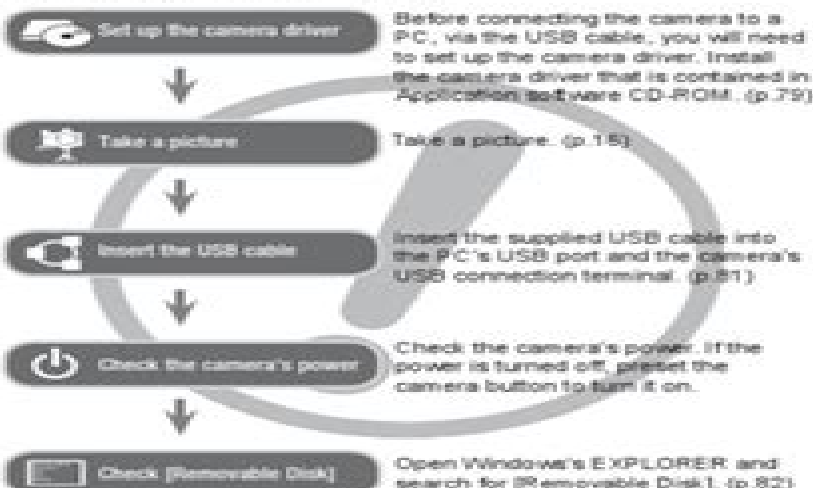 Set up the camera driver
Before connecting the camera to a
PC, via the USB cable, you will need
to set up the camera driver. Install
the camera driver that is contained in
Application software CD-ROM. (p.79)
Take a picture
Take a picture. (p.15)
Insert the USB cable
Insert the supplied USB cable into
the PC's USB port and the camera's
USB connection terminal. (p.81)
Check the camera's power
Check the camera's power. If the
power is turned off, preset the
camera button to turn it on.
Check [Removable Disk]
Open Windows's EXPLORER and
search for [Removable Disk]. (p.82)